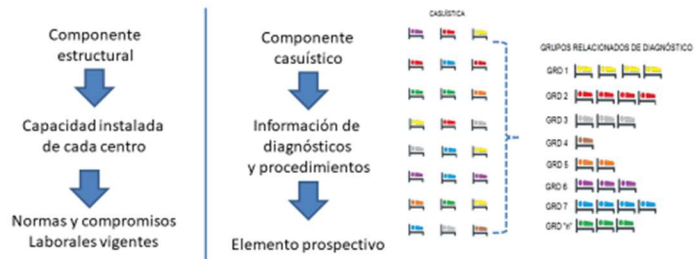 Componente
estructural
Capacidad instalada
de cada centro
Normas y compromisos
Laborales vigentes
Componente
casuístico
Información de
diagnósticos
y procedimientos
Elemento prospectivo
CASUÍSTICA
GRUPOS RELACIONADOS DE DIAGNÓSTICO
GRD 1
GRD 2
GRD 3
GRD 4
GRD 5
GRD 6
GRD 7
GRD "n"